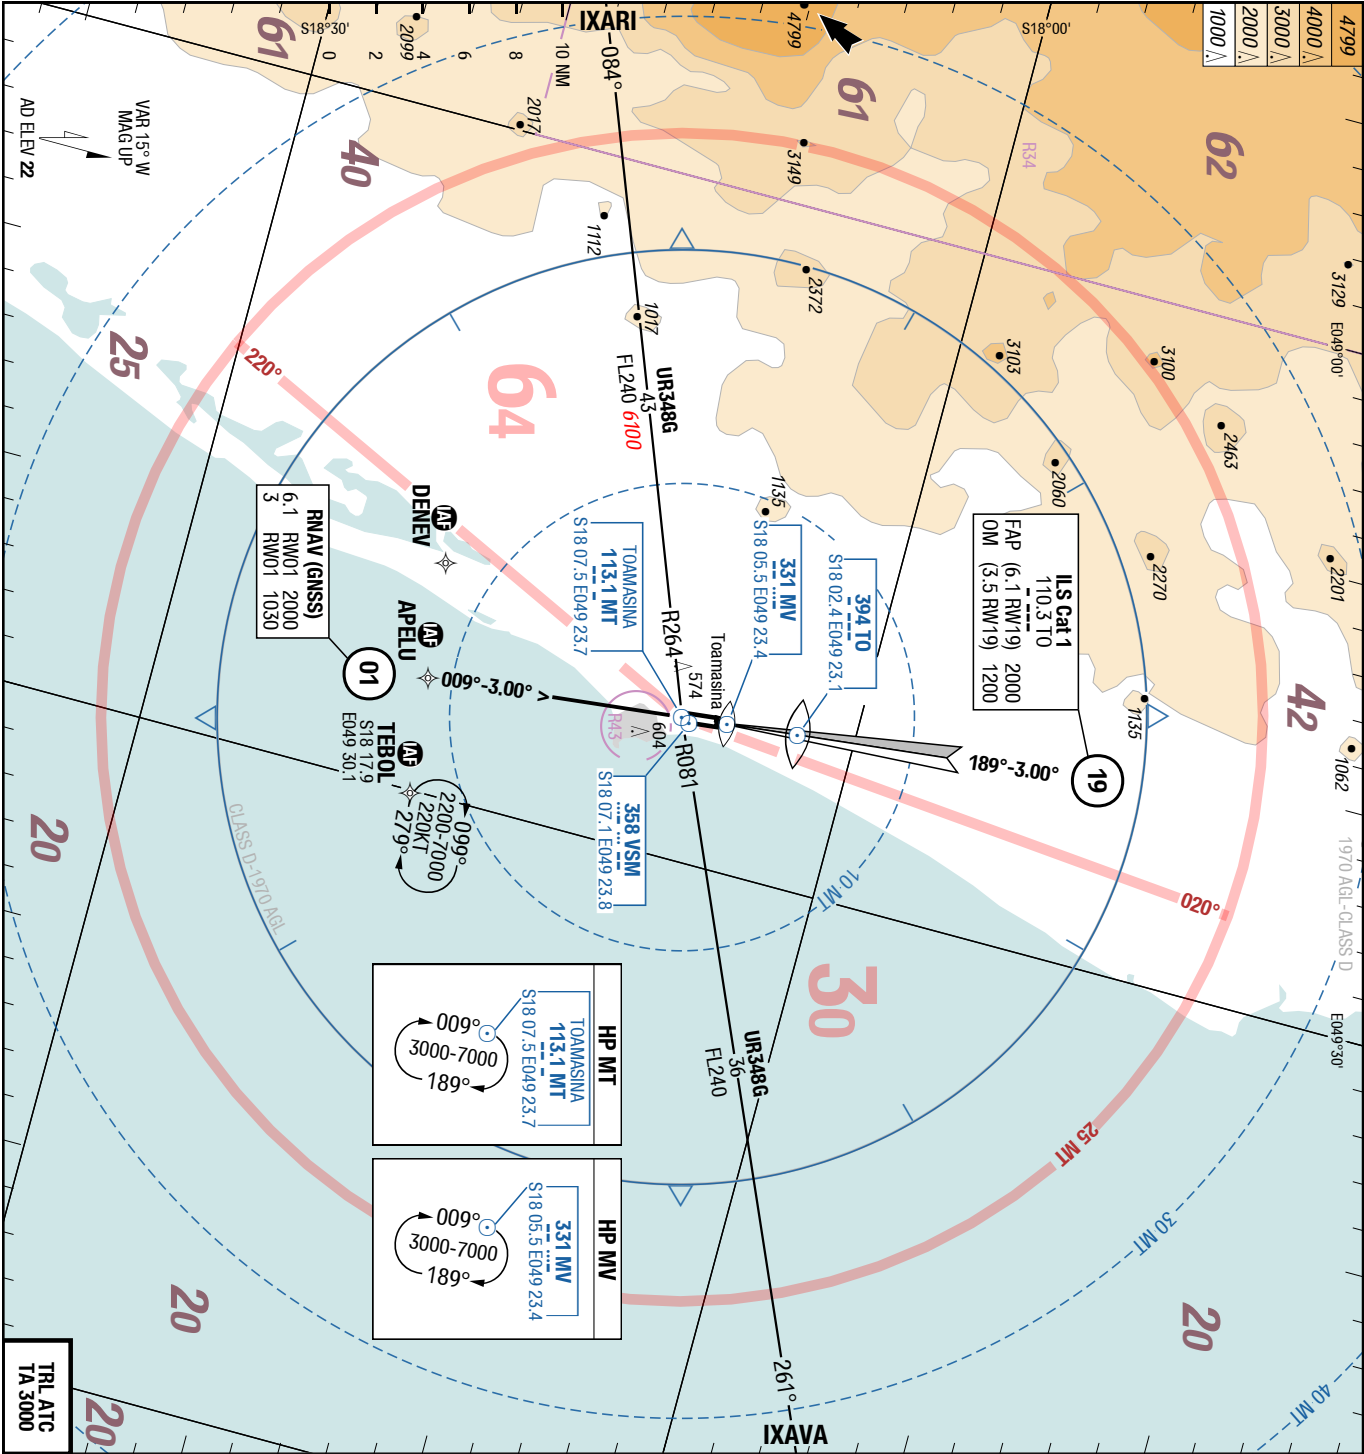 4799
4000
3000
2000
1000
IXARI
084°
S18°30'
S18°00'
4799
2099
0
2
4
6
8
10 NM
61
61
62
2017
3149
R34
VAR 15° W
MAG UP
AD ELEV 22
40
1112
2372
3129
E049°00'
1017
3103
3100
25
220°
64
UR348G
43
FL240 6100
2463
2060
1135
2270
2201
ILS Cat 1
110.3 TO
FAP (6.1 RW19) 2000
OM (3.5 RW19) 1200
RNAV (GNSS)
6.1 RW01 2000
3 RW01 1030
IAF
DENEV
TOAMASINA
113.1 MT
S18 07.5 E049 23.7
331 MV
S18 05.5 E049 23.4
394 TO
S18 02.4 E049 23.1
R264
574
Toamasina
IAF
APELU
009°-3.00° >
01
R43
604
R081
189°-3.00°
19
1135
42
1062
IAF
TEBOL
S18 17.9
E049 30.1
099°
2200-7000
220KT
279°
358 VSM
S18 07.1 E049 23.8
10 MT
020°
1970 AGL-CLASS D
CLASS D-1970 AGL
20
30
E049°30'
UR348G
36
FL240
25 MT
30 MT
40 MT
HP MT
TOAMASINA
113.1 MT
S18 07.5 E049 23.7
009°
3000-7000
189°
HP MV
331 MV
S18 05.5 E049 23.4
009°
3000-7000
189°
20
20
20
261°
IXAVA
TRL ATC
TA 3000